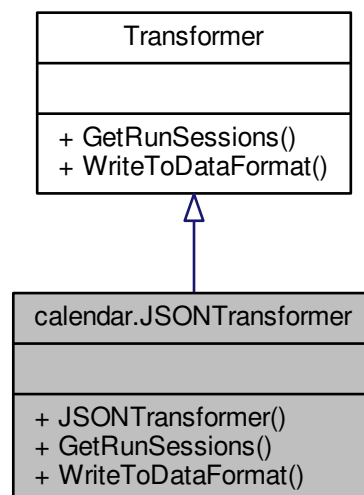 Transformer
+ GetRunSessions()
+ WriteToDataFormat()
calendar.JSONTransformer
+ JSONTransformer()
+ GetRunSessions()
+ WriteToDataFormat()